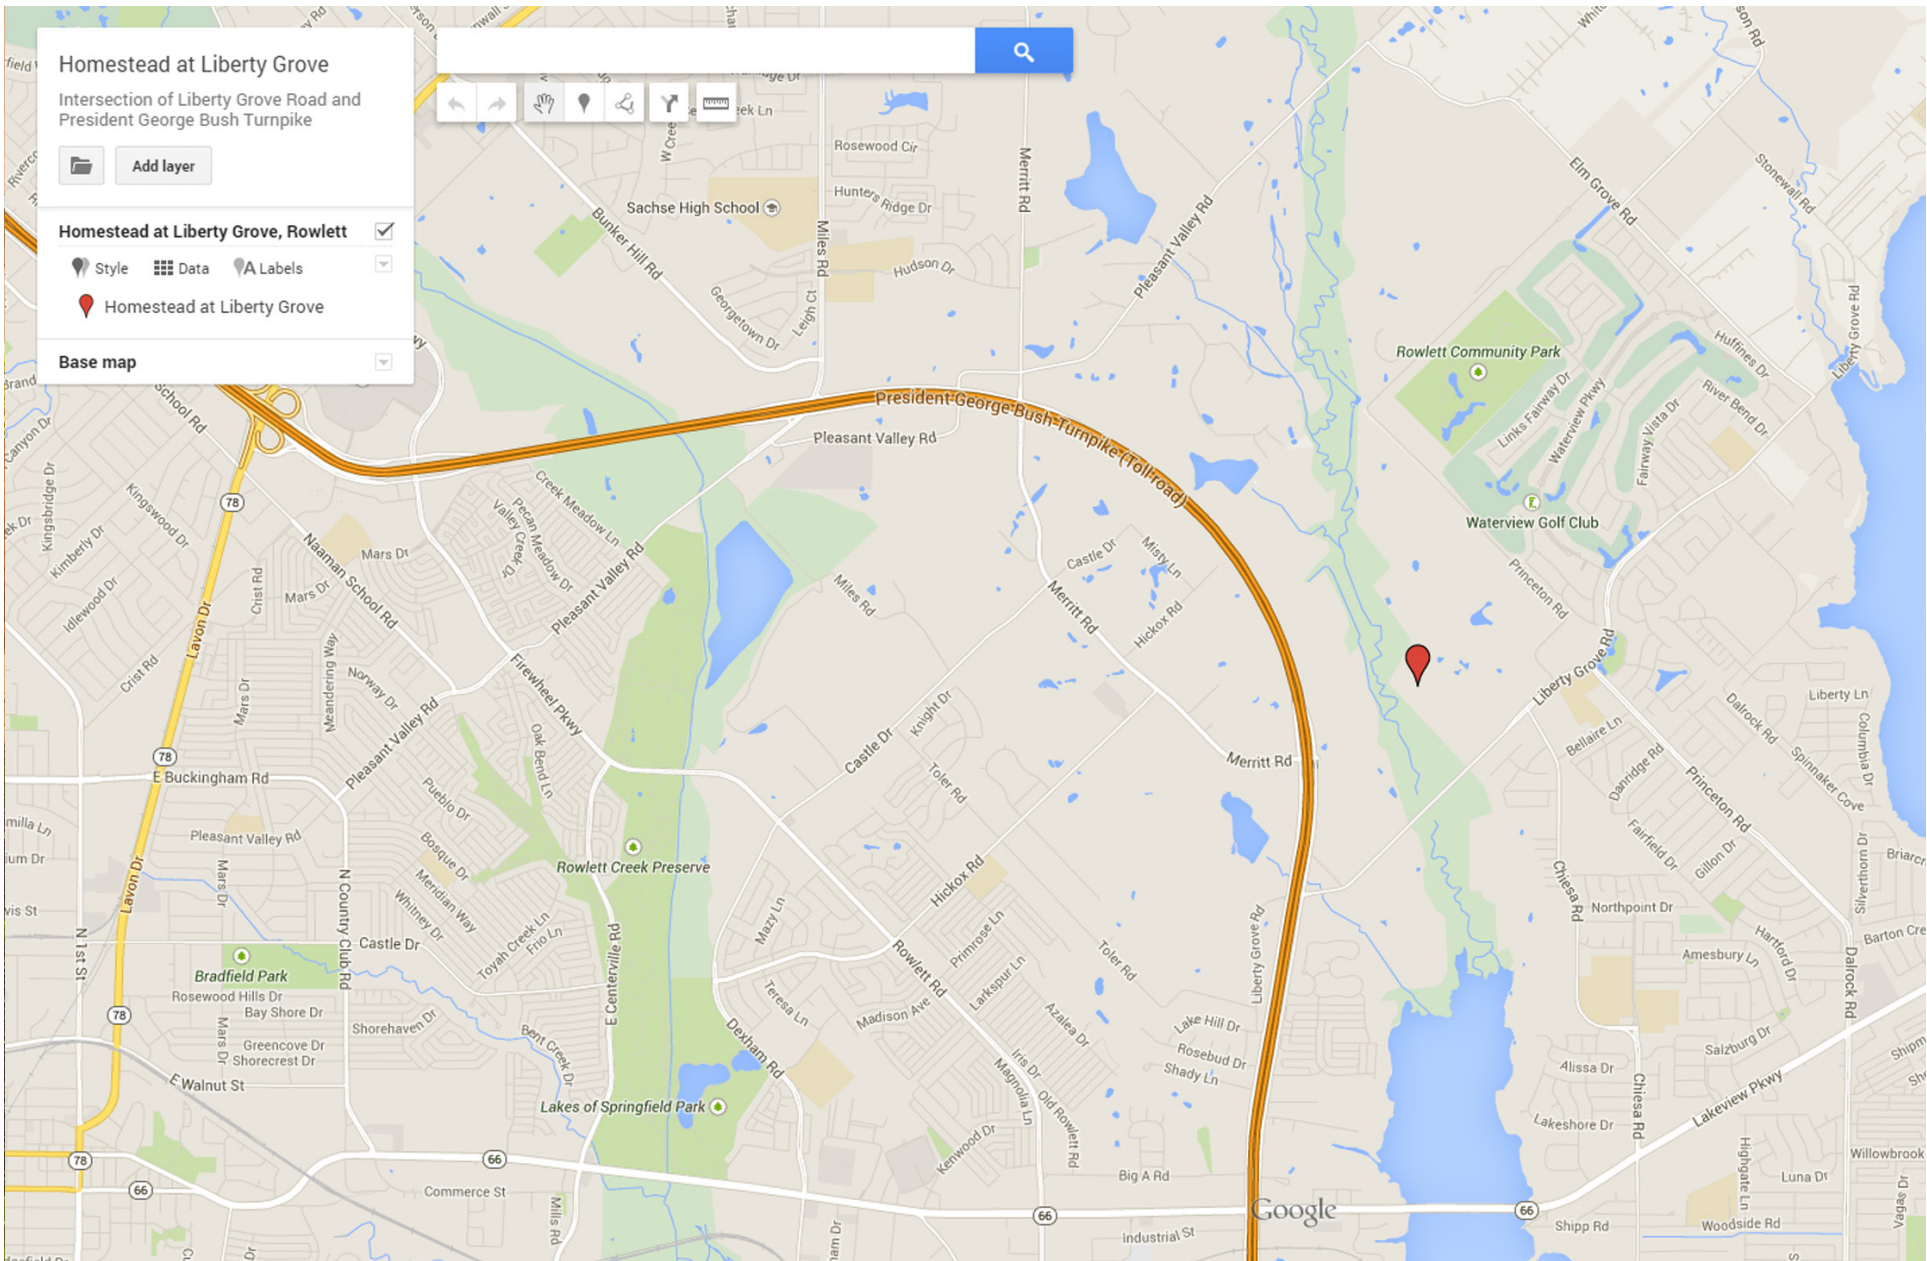 Homestead at Liberty Grove
Intersection of Liberty Grove Road and
President George Bush Turnpike
Add layer
Homestead at Liberty Grove, Rowlett
Style
Data
A Labels
Homestead at Liberty Grove
Base map
Rosewood Cir
Hunters Ridge Dr
Sachse High School
Bunker Hill Rd
Miles Rd
Merritt Rd
Hudson Dr
Pleasant Valley Rd
Georgetown Dr
Leigh Ct
Elm Grove Rd
Stonewall Rd
Liberty Grove Rd
Huffines Dr
River Bend Dr
Rowlett Community Park
Links Fairway Dr
Waterview Pkwy
Fairway Vista Dr
Waterview Golf Club
President George Bush Turnpike (Toll road)
Pleasant Valley Rd
School Rd
Canyon Dr
Kingsbridge Dr
Kingswood Dr
Kimberly Dr
Idlewood Dr
78
Naaman School Rd
Mars Dr
Mars Dr
Crist Rd
Crist Rd
Lavon Dr
Creek Meadow Ln
Pecan Meadow Dr
Valley Creek Dr
Pleasant Valley Rd
Miles Rd
Castle Dr
Misty Ln
Merritt Rd
Hickox Rd
Princeton Rd
Liberty Grove Rd
Meandering Way
Norway Dr
Mars Dr
Firewheel Pkwy
Pleasant Valley Rd
Oak Bend Ln
Knight Dr
Castle Dr
Toler Rd
Merritt Rd
Bellaire Ln
Dalrock Rd
Liberty Ln
Columbia Dr
Spinnaker Cove
Danridge Rd
Princeton Rd
78
E Buckingham Rd
Pueblo Dr
Pleasant Valley Rd
Bosque Dr
Meridian Way
Whitney Dr
Mars Dr
Lavon Dr
N Country Club Rd
Rowlett Creek Preserve
Hickox Rd
Fairfield Dr
Gillon Dr
Silverthorn Dr
Chiesa Rd
Northpoint Dr
Castle Dr
Toyah Creek Ln
Frio Ln
E Centerville Rd
Mazy Ln
Rowlett Rd
Primrose Ln
Larkspur Ln
Toler Rd
Liberty Grove Rd
Amesbury Ln
Hartford Dr
Dalrock Rd
N 1st St
Bradfield Park
Rosewood Hills Dr
Bay Shore Dr
78
Mars Dr
Greencove Dr
Shorecrest Dr
Shorehaven Dr
Bent Creek Dr
Teresa Ln
Madison Ave
Azalea Dr
Dexham Rd
Iris Dr
Magnolia Ln
Old Rowlett Rd
Lake Hill Dr
Rosebud Dr
Shady Ln
Alissa Dr
Salzburg Dr
Chiesa Rd
Lakeview Pkwy
Lakeshore Dr
E Walnut St
Lakes of Springfield Park
Kenwood Dr
78
66
66
Commerce St
Mills Rd
Big A Rd
66
Industrial St
Google
66
Shipp Rd
Highgate Ln
Luna Dr
Willowbrook
Woodside Rd
Vagas Dr